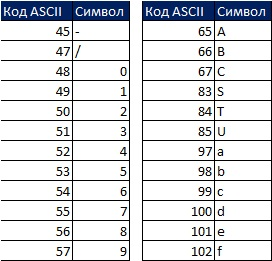 Код ASCII Символ Код ASCII Символ
45 - 65 A
47 / 66 B
48 0 67 C
49 1 83 S
50 2 84 T
51 3 85 U
52 4 97 a
53 5 98 b
54 6 99 c
55 7 100 d
56 8 101 e
57 9 102 f